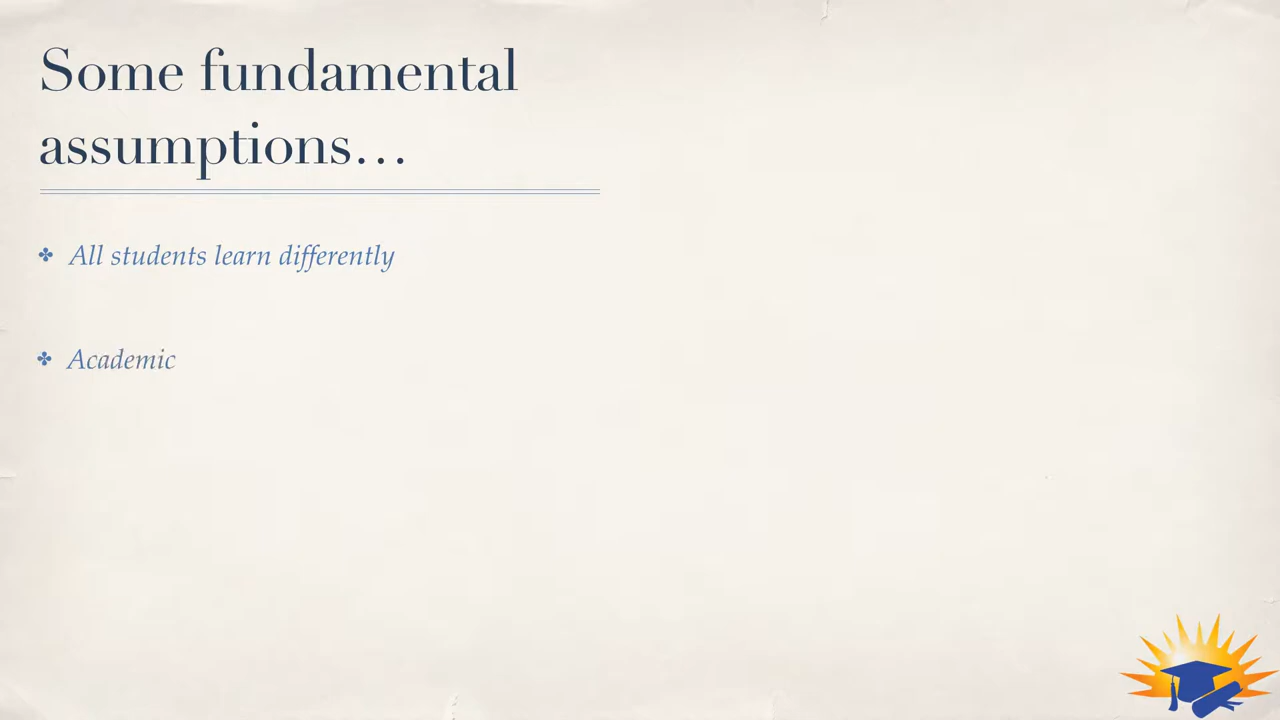 Some fundamental
assumptions…
✤ All students learn differently
✤ Academic